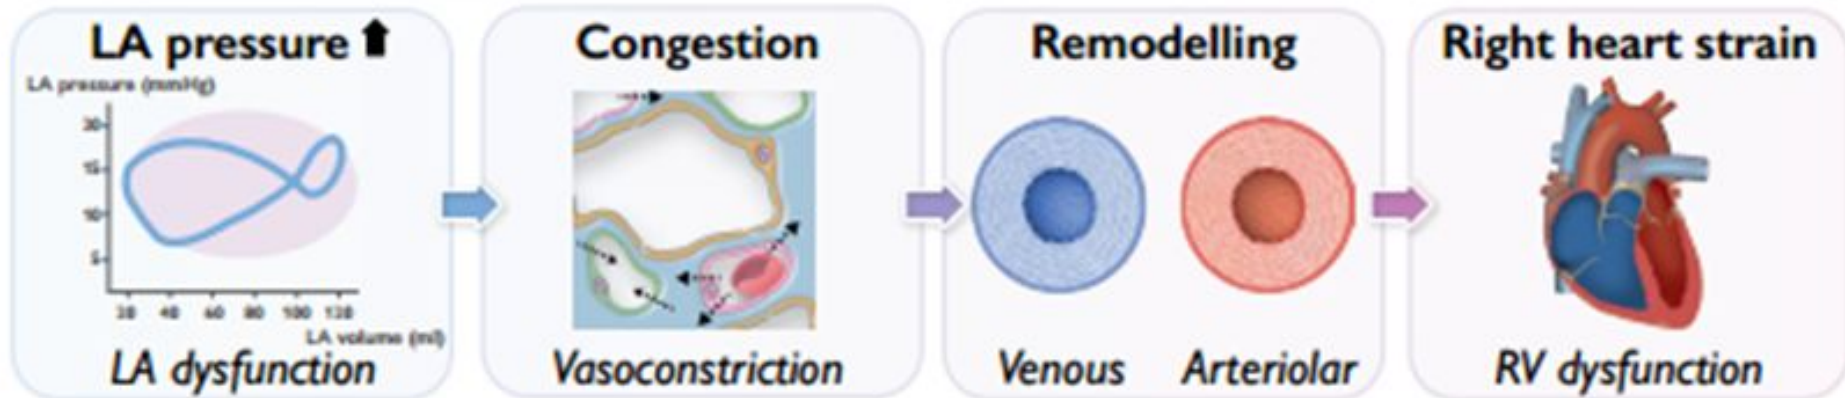 LA pressure
LA pressure (mmHg)
20
15
10
5
20 40 60 80 100 120
LA volume (ml)
LA dysfunction
Congestion
Vasoconstriction
Remodelling
Venous Arteriolar
Right heart strain
RV dysfunction